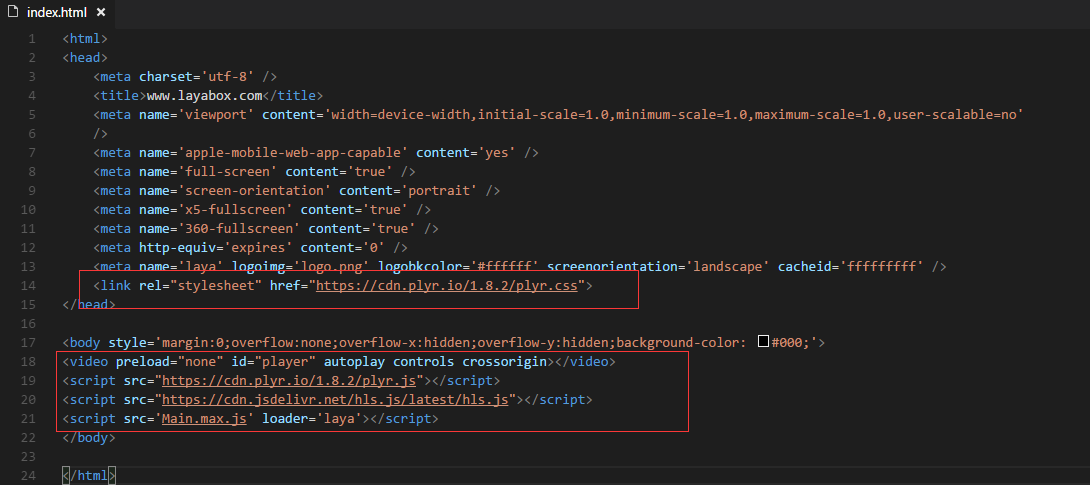 index.html ×
1 <html>
2 <head>
3 <meta charset='utf-8' />
4 <title>www.layabox.com</title>
5 <meta name='viewport' content='width=device-width,initial-scale=1.0,minimum-scale=1.0,maximum-scale=1.0,user-scalable=no'
6 />
7 <meta name='apple-mobile-web-app-capable' content='yes' />
8 <meta name='full-screen' content='true' />
9 <meta name='screen-orientation' content='portrait' />
10 <meta name='x5-fullscreen' content='true' />
11 <meta name='360-fullscreen' content='true' />
12 <meta http-equiv='expires' content='0' />
13 <meta name='laya' logoimg='logo.png' logobkcolor='#ffffff' screenorientation='landscape' cacheid='fffffffff' />
14 <link rel="stylesheet" href="https://cdn.plyr.io/1.8.2/plyr.css">
15 </head>
16
17 <body style='margin:0;overflow:none;overflow-x:hidden;overflow-y:hidden;background-color: #000;'>
18 <video preload="none" id="player" autoplay controls crossorigin></video>
19 <script src="https://cdn.plyr.io/1.8.2/plyr.js"></script>
20 <script src="https://cdn.jsdelivr.net/hls.js/latest/hls.js"></script>
21 <script src='Main.max.js' loader='laya'></script>
22 </body>
23
24 </html>